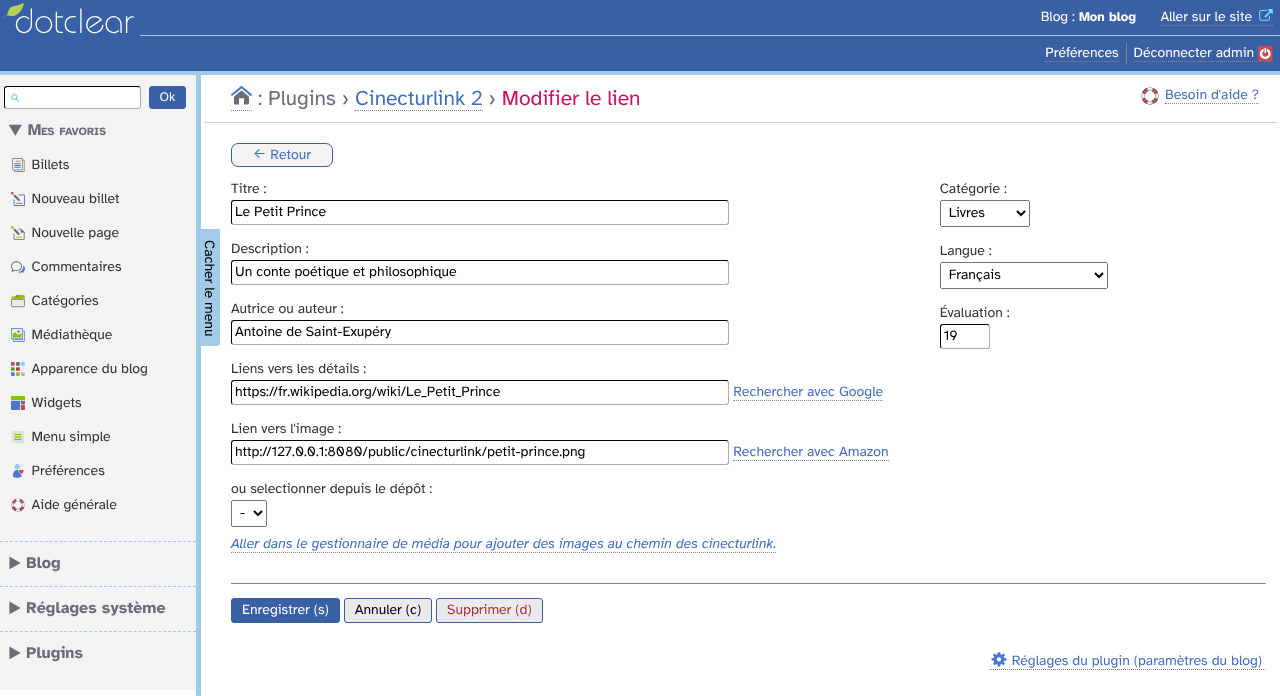 dotclear
Blog : Mon blog
Aller sur le site
Préférences
Déconnecter admin
Ok
Mes favoris
Billets
Nouveau billet
Nouvelle page
Commentaires
Catégories
Médiathèque
Apparence du blog
Widgets
Menu simple
Préférences
Aide générale
Blog
Réglages système
Plugins
Cacher le menu
: Plugins › Cinecturlink 2 › Modifier le lien
Besoin d'aide ?
← Retour
Titre :
Le Petit Prince
Description :
Un conte poétique et philosophique
Autrice ou auteur :
Antoine de Saint-Exupéry
Liens vers les détails :
https://fr.wikipedia.org/wiki/Le_Petit_Prince Rechercher avec Google
Lien vers l'image :
http://127.0.0.1:8080/public/cinecturlink/petit-prince.png Rechercher avec Amazon
ou selectionner depuis le dépôt :
-
Aller dans le gestionnaire de média pour ajouter des images au chemin des cinecturlink.
Catégorie :
Livres
Langue :
Français
Évaluation :
19
Enregistrer (s) Annuler (c) Supprimer (d)
Réglages du plugin (paramètres du blog)